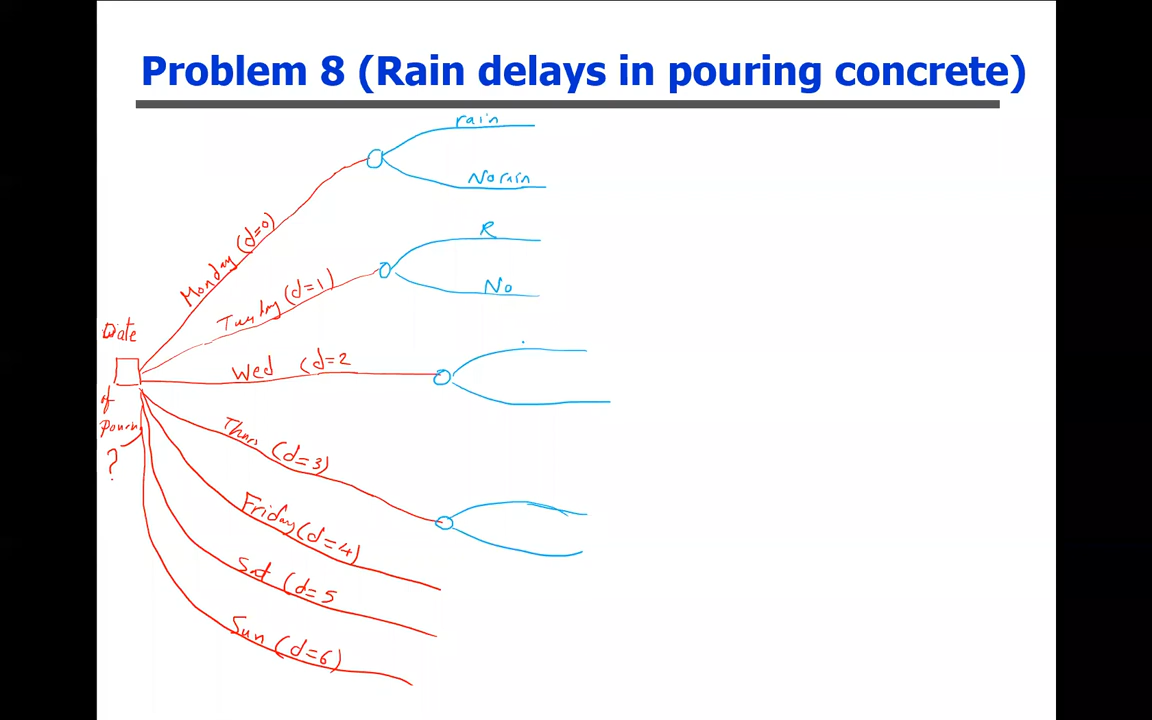 Problem 8 (Rain delays in pouring concrete)
rain
No rain
Monday (d=0)
R
No
Tuesday (d=1)
Date
of
Pourn
?
Wed (d=2
Thurs (d=3)
Friday (d=4)
Sat (d=5
Sun (d=6)